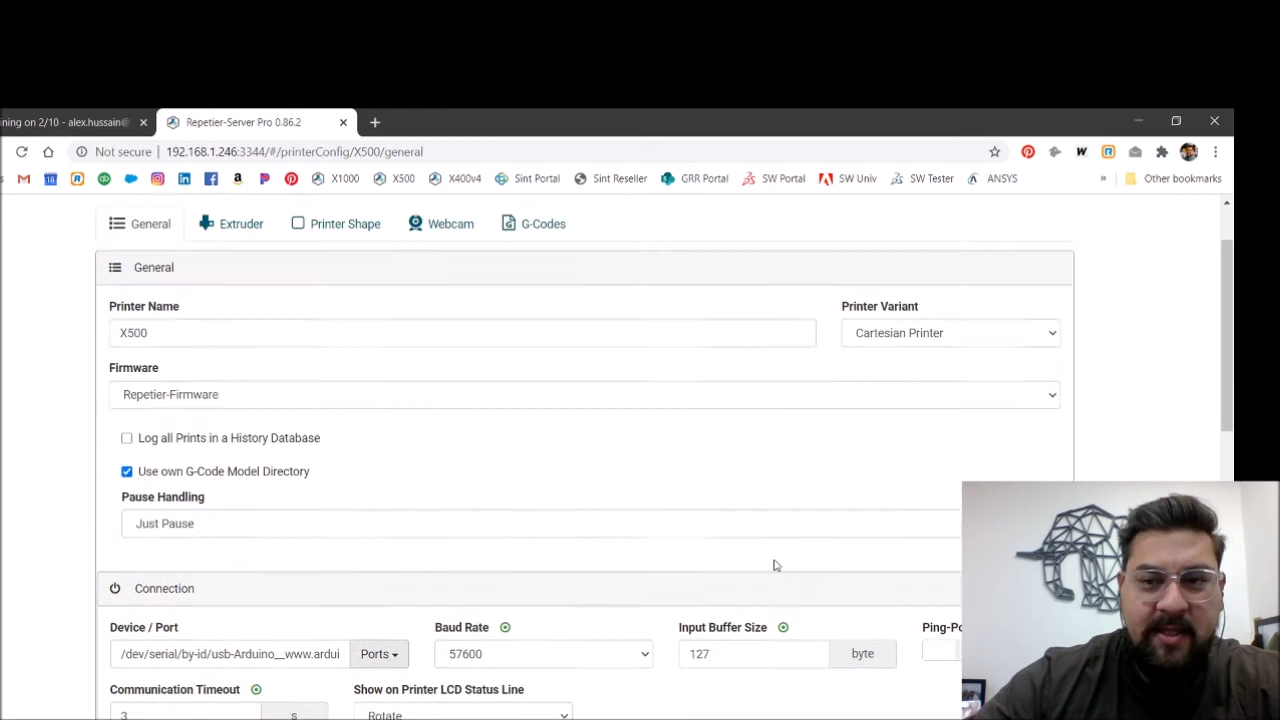 ining on 2/10 - alex.hussain@
Repetier-Server Pro 0.86.2
Not secure | 192.168.1.246:3344/#/printerConfig/X500/general
s X1000 X500 X400v4 Sint Portal Sint Reseller GRR Portal SW Portal SW Univ SW Tester ANSYS » Other bookmarks
General Extruder Printer Shape Webcam G-Codes
General
Printer Name Printer Variant
X500 Cartesian Printer
Firmware
Repetier-Firmware
Log all Prints in a History Database
Use own G-Code Model Directory
Pause Handling
Just Pause
Connection
Device / Port Baud Rate Input Buffer Size Ping-Po
/dev/serial/by-id/usb-Arduino__www.ardui Ports 57600 127 byte
Communication Timeout Show on Printer LCD Status Line
3 s Rotate